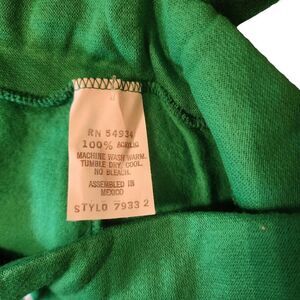 RN 54934
100% ACRYLIC
MACHINE WASH WARM.
TUMBLE DRY, COOL.
NO BLEACH.
ASSEMBLED IN
MEXICO
STYLO 7933 2